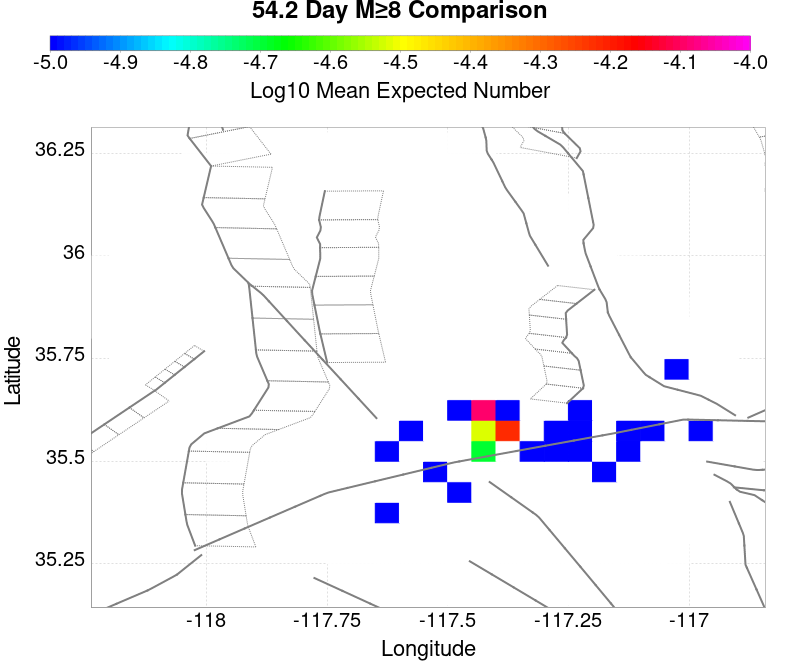 54.2 Day M≥8 Comparison
-5.0 -4.9 -4.8 -4.7 -4.6 -4.5 -4.4 -4.3 -4.2 -4.1 -4.0
Log10 Mean Expected Number
36.25
36
35.75
35.5
35.25
Latitude
-118 -117.75 -117.5 -117.25 -117
Longitude